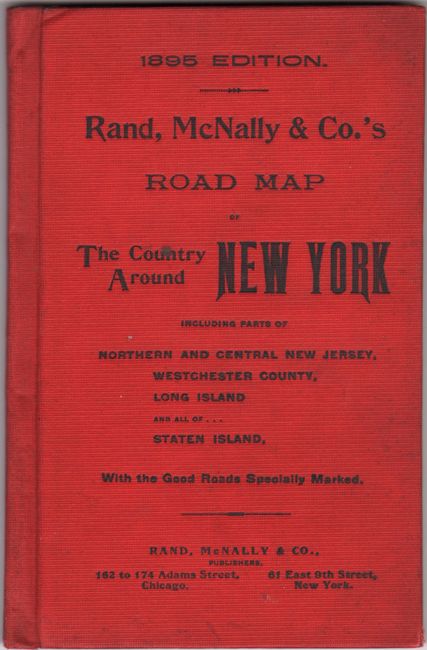 1895 EDITION.
Rand, McNally & Co.'s
ROAD MAP
OF
The Country
Around
NEW YORK
INCLUDING PARTS OF
NORTHERN AND CENTRAL NEW JERSEY,
WESTCHESTER COUNTY,
LONG ISLAND
AND ALL OF . . .
STATEN ISLAND,
With the Good Roads Specially Marked.
RAND, McNALLY & CO.,
PUBLISHERS,
162 to 174 Adams Street, 61 East 9th Street,
Chicago. New York.